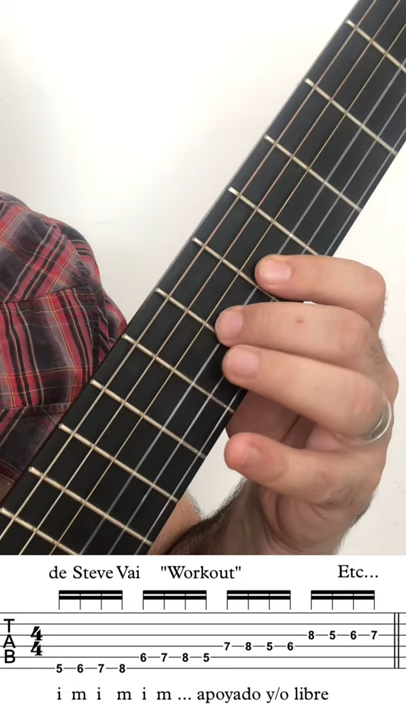 de Steve Vai "Workout" Etc...
T
A
B
4
4
8 5 6 7
7 8 5 6
6 7 8 5
5 6 7 8
i m i m i m ... apoyado y/o libre